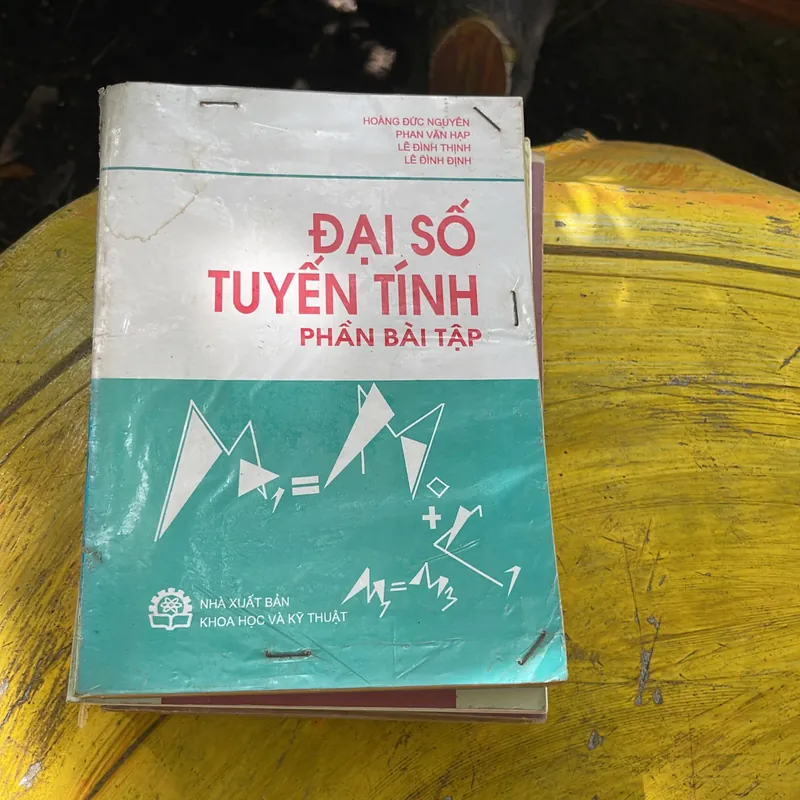 HOÀNG ĐỨC NGUYÊN
PHAN VĂN HẠP
LÊ ĐÌNH THỊNH
LÊ ĐÌNH ĐỊNH
ĐẠI SỐ
TUYẾN TÍNH
PHẦN BÀI TẬP
NHÀ XUẤT BẢN
KHOA HỌC VÀ KỸ THUẬT